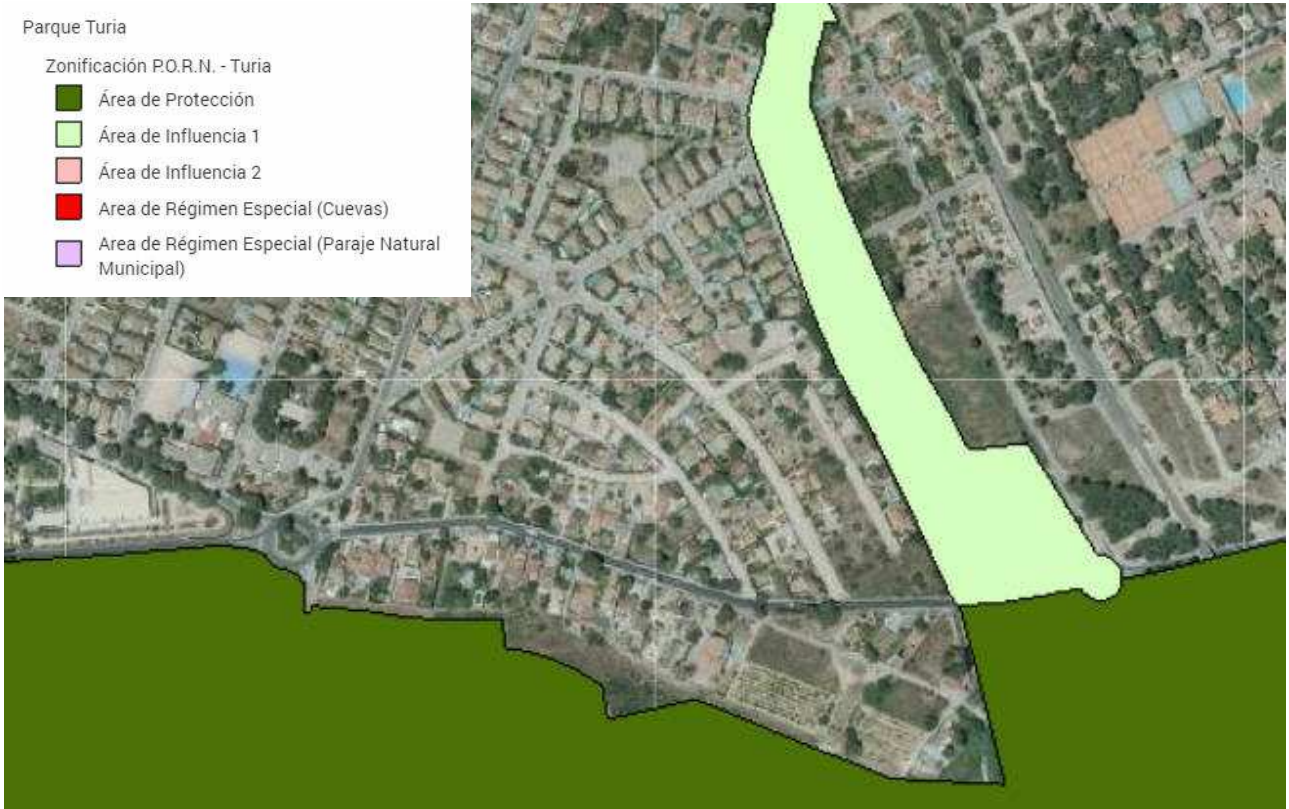 Parque Turia
Zonificación P.O.R.N. - Turia
Área de Protección
Área de Influencia 1
Área de Influencia 2
Area de Régimen Especial (Cuevas)
Area de Régimen Especial (Paraje Natural
Municipal)